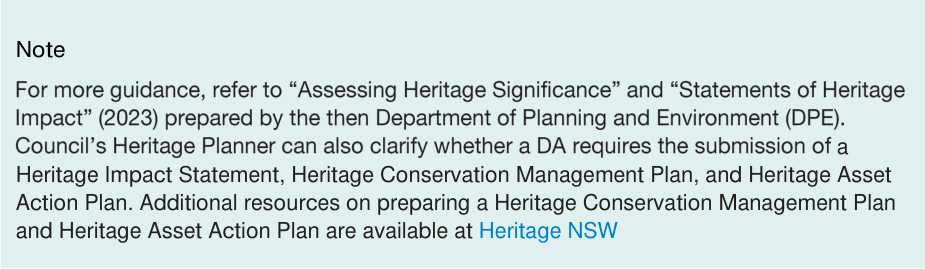 Note
For more guidance, refer to “Assessing Heritage Significance” and “Statements of Heritage
Impact” (2023) prepared by the then Department of Planning and Environment (DPE).
Council’s Heritage Planner can also clarify whether a DA requires the submission of a
Heritage Impact Statement, Heritage Conservation Management Plan, and Heritage Asset
Action Plan. Additional resources on preparing a Heritage Conservation Management Plan
and Heritage Asset Action Plan are available at Heritage NSW